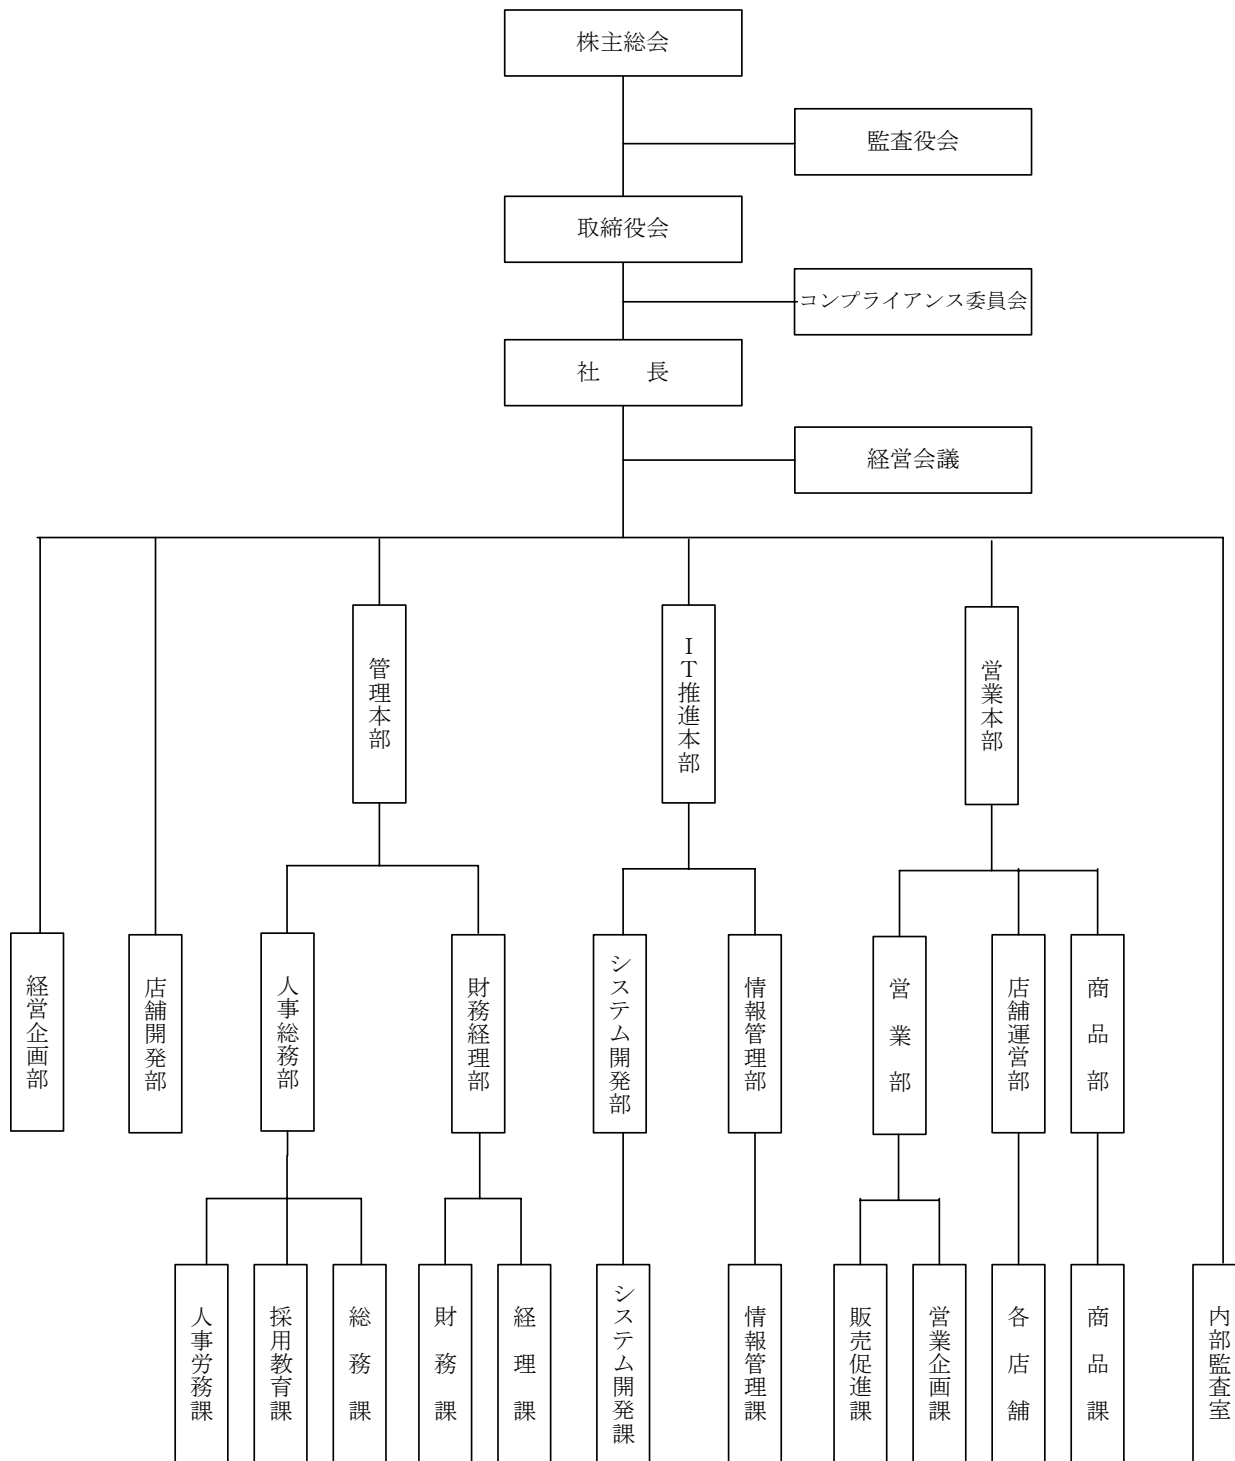 株主総会
監査役会
取締役会
コンプライアンス委員会
社　　長
経営会議
管理本部
IT推進本部
営業本部
経営企画部
店舗開発部
人事総務部
財務経理部
システム開発部
情報管理部
営業部
店舗運営部
商品部
人事労務課
採用教育課
総務課
財務課
経理課
システム開発課
情報管理課
販売促進課
営業企画課
各店舗
商品課
内部監査室